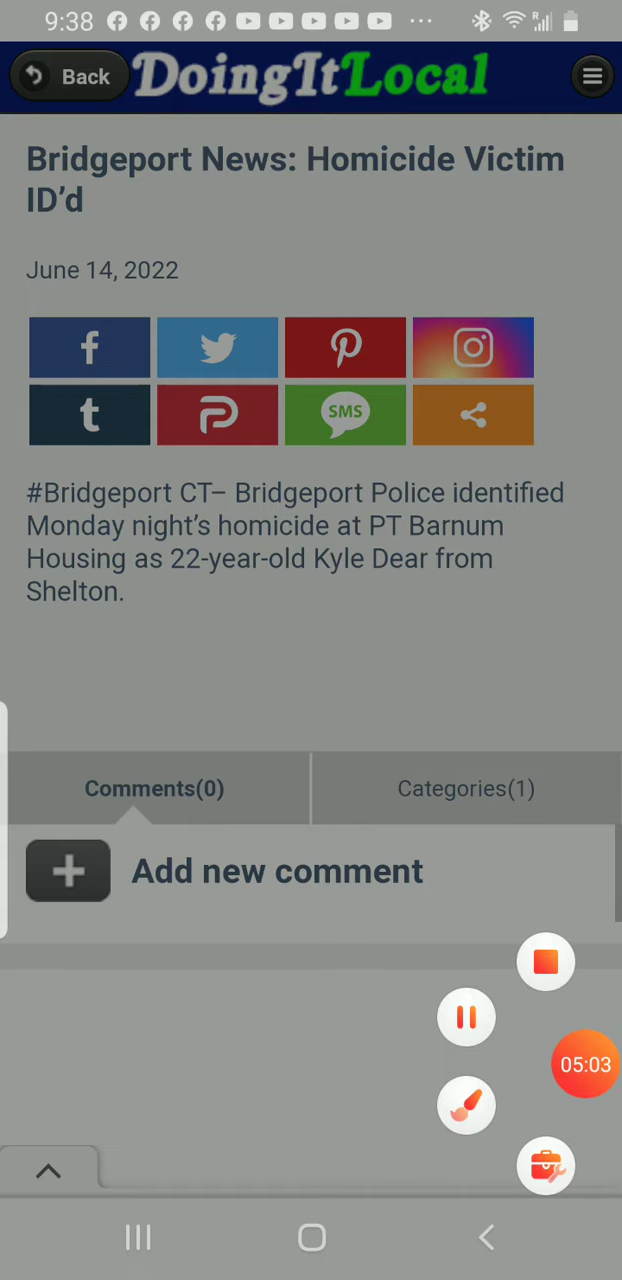 9:38
Back
DoingItLocal
Bridgeport News: Homicide Victim
ID’d
June 14, 2022
SMS
#Bridgeport CT– Bridgeport Police identified
Monday night’s homicide at PT Barnum
Housing as 22-year-old Kyle Dear from
Shelton.
Comments(0)
Categories(1)
Add new comment
05:03